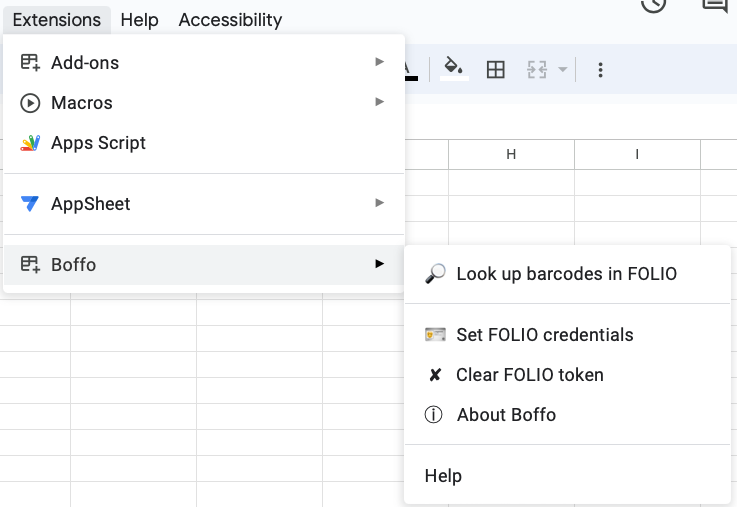 Extensions Help Accessibility
Add-ons
Macros
Apps Script
AppSheet
Boffo
A
H I
Look up barcodes in FOLIO
Set FOLIO credentials
Clear FOLIO token
About Boffo
Help